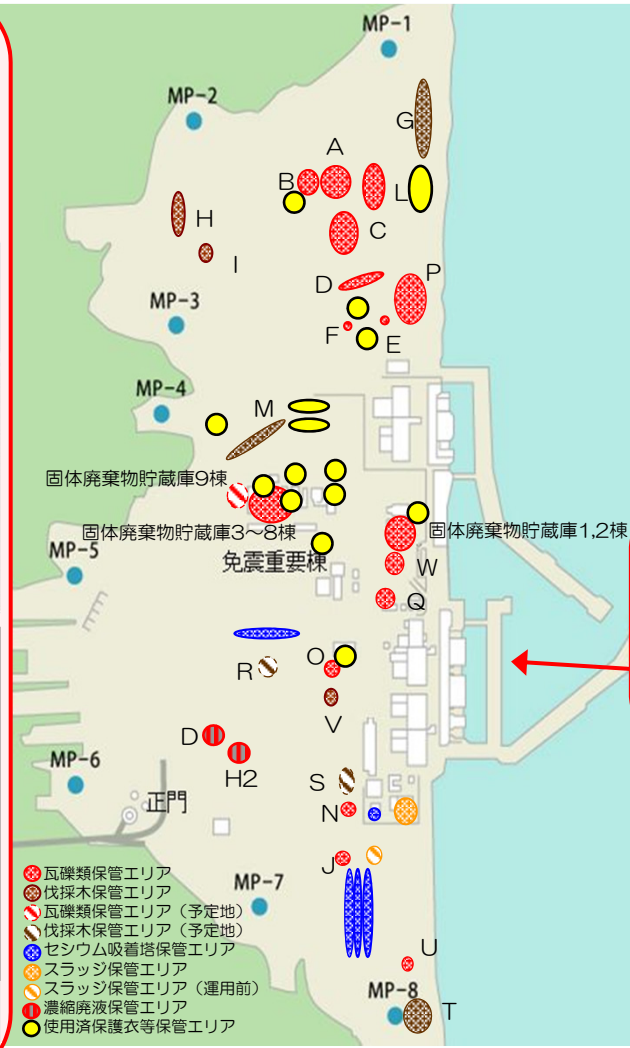 MP-1
MP-2
G
A
B
L
H
C
I
D
P
MP-3
F
E
MP-4
M
固体廃棄物貯蔵庫9棟
固体廃棄物貯蔵庫3～8棟
固体廃棄物貯蔵庫1,2棟
MP-5
免震重要棟
W
Q
O
R
V
D
MP-6
H2
S
正門
N
J
MP-7
U
MP-8
T
瓦礫類保管エリア
伐採木保管エリア
瓦礫類保管エリア（予定地）
伐採木保管エリア（予定地）
セシウム吸着塔保管エリア
スラッジ保管エリア
スラッジ保管エリア（運用前）
濃縮廃液保管エリア
使用済保護衣等保管エリア